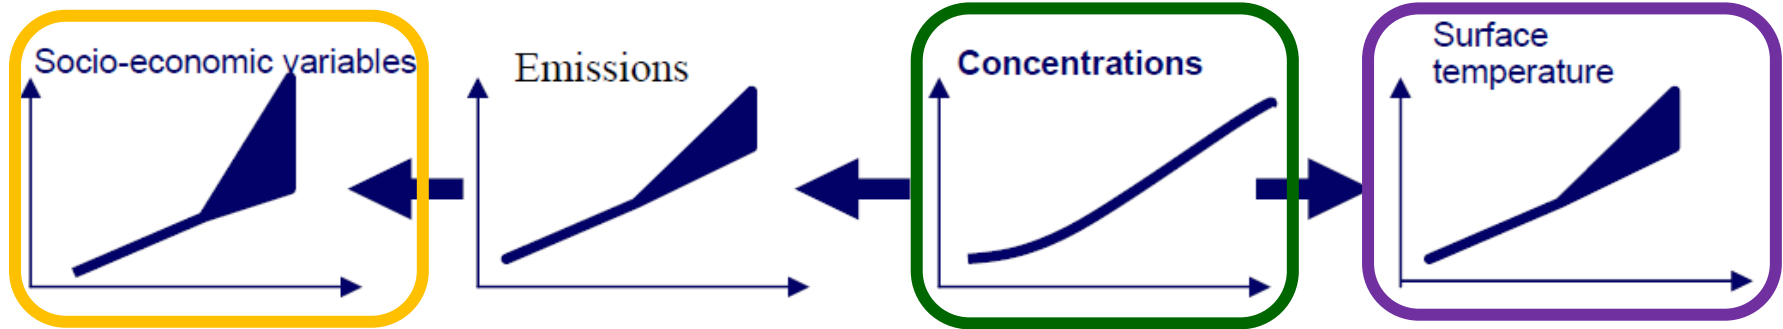 Socio-economic variables
Emissions
Concentrations
Surface
temperature